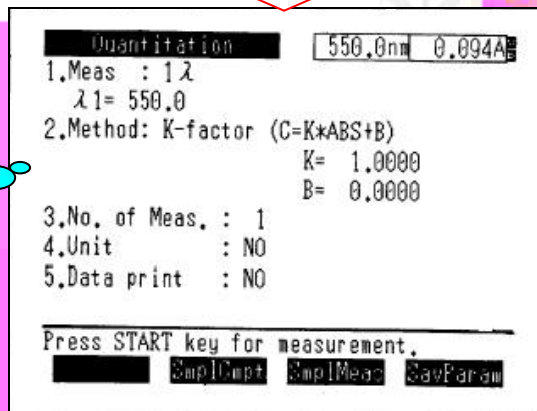 Quantitation 550.0nm 0.094A
1.Meas : 1λ
λ1= 550.0
2.Method: K-factor (C=K*ABS+B)
K= 1.0000
B= 0.0000
3.No. of Meas. : 1
4.Unit : NO
5.Data print : NO
Press START key for measurement.
SmplCmpt SmplMeas SavParam